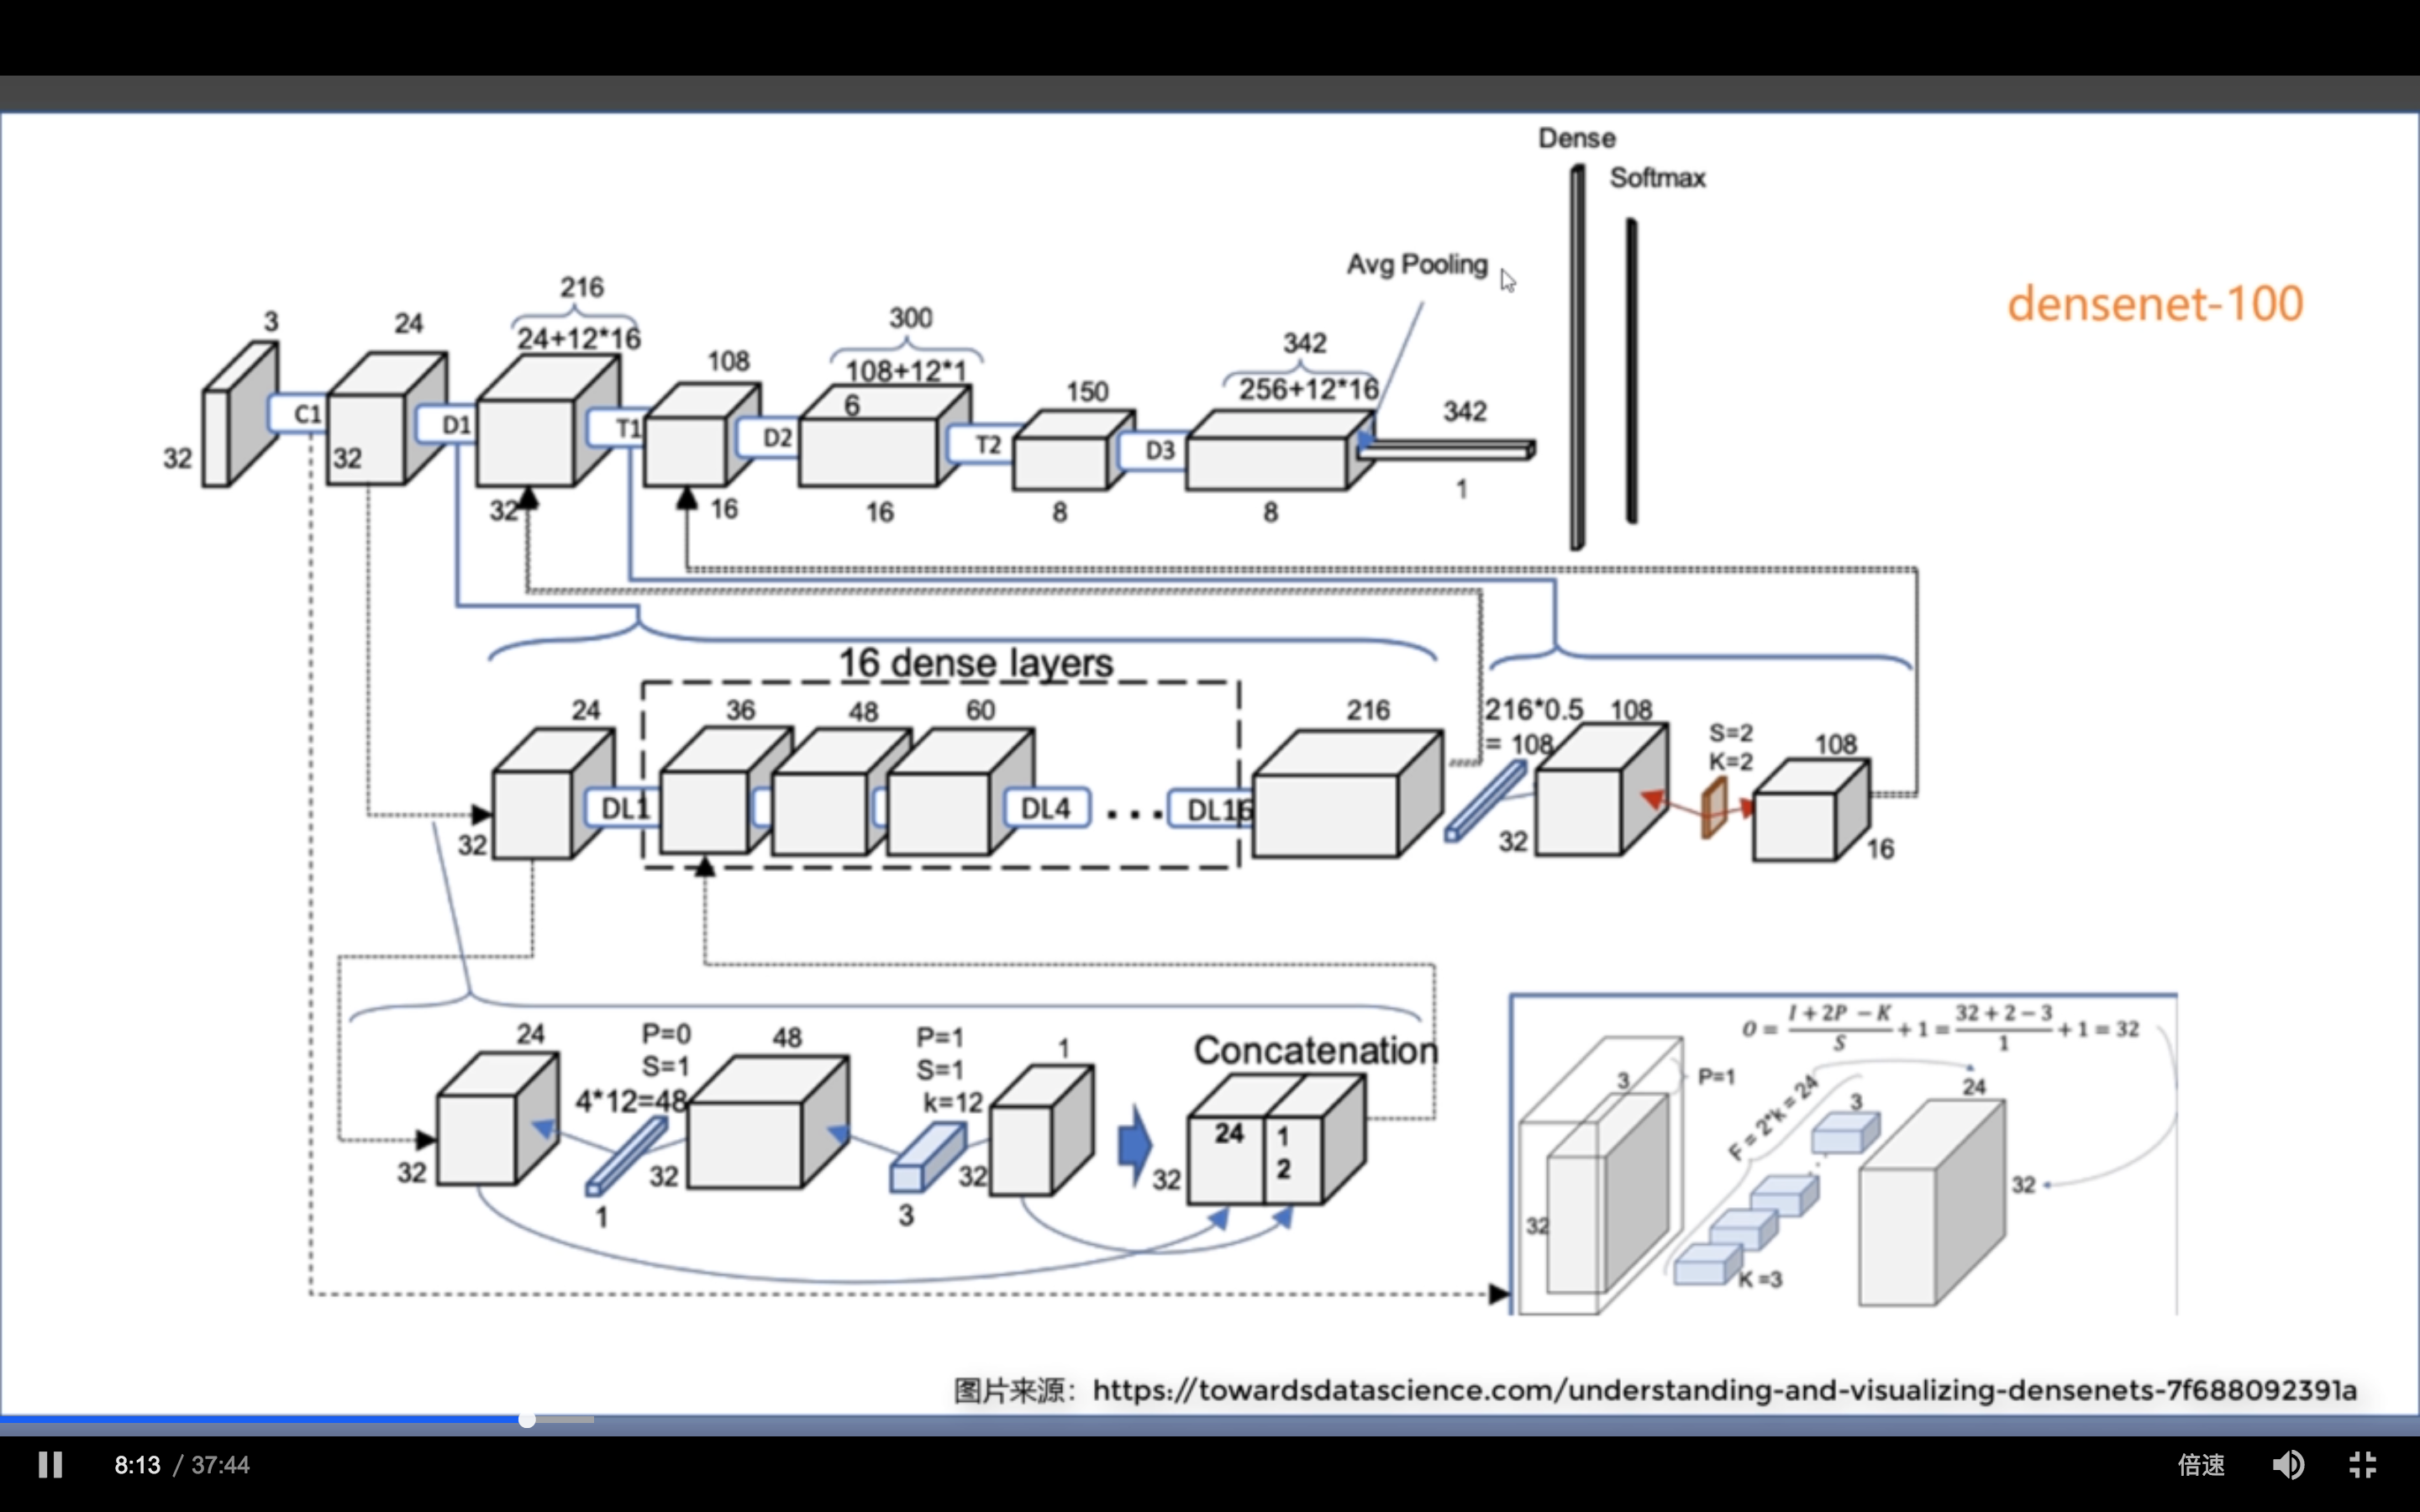 Dense
Softmax
Avg Pooling
densenet-100
3
24
216
24+12*16
108
300
108+12*1
6
150
342
256+12*16
342
C1
D1
T1
D2
T2
D3
32
32
32
16
16
8
8
1
16 dense layers
24
36
48
60
216
216*0.5
= 108
108
S=2
K=2
108
DL1
DL4
...
DL16
32
32
16
24
P=0
S=1
4*12=48
48
P=1
S=1
k=12
1
Concatenation
24
1
2
32
32
32
32
1
3
O = (I + 2P − K)/S + 1 = (32 + 2 − 3)/1 + 1 = 32
3
P=1
F = 2*k = 24
3
24
32
32
K =3
图片来源：https://towardsdatascience.com/understanding-and-visualizing-densenets-7f688092391a
8:13 / 37:44
倍速